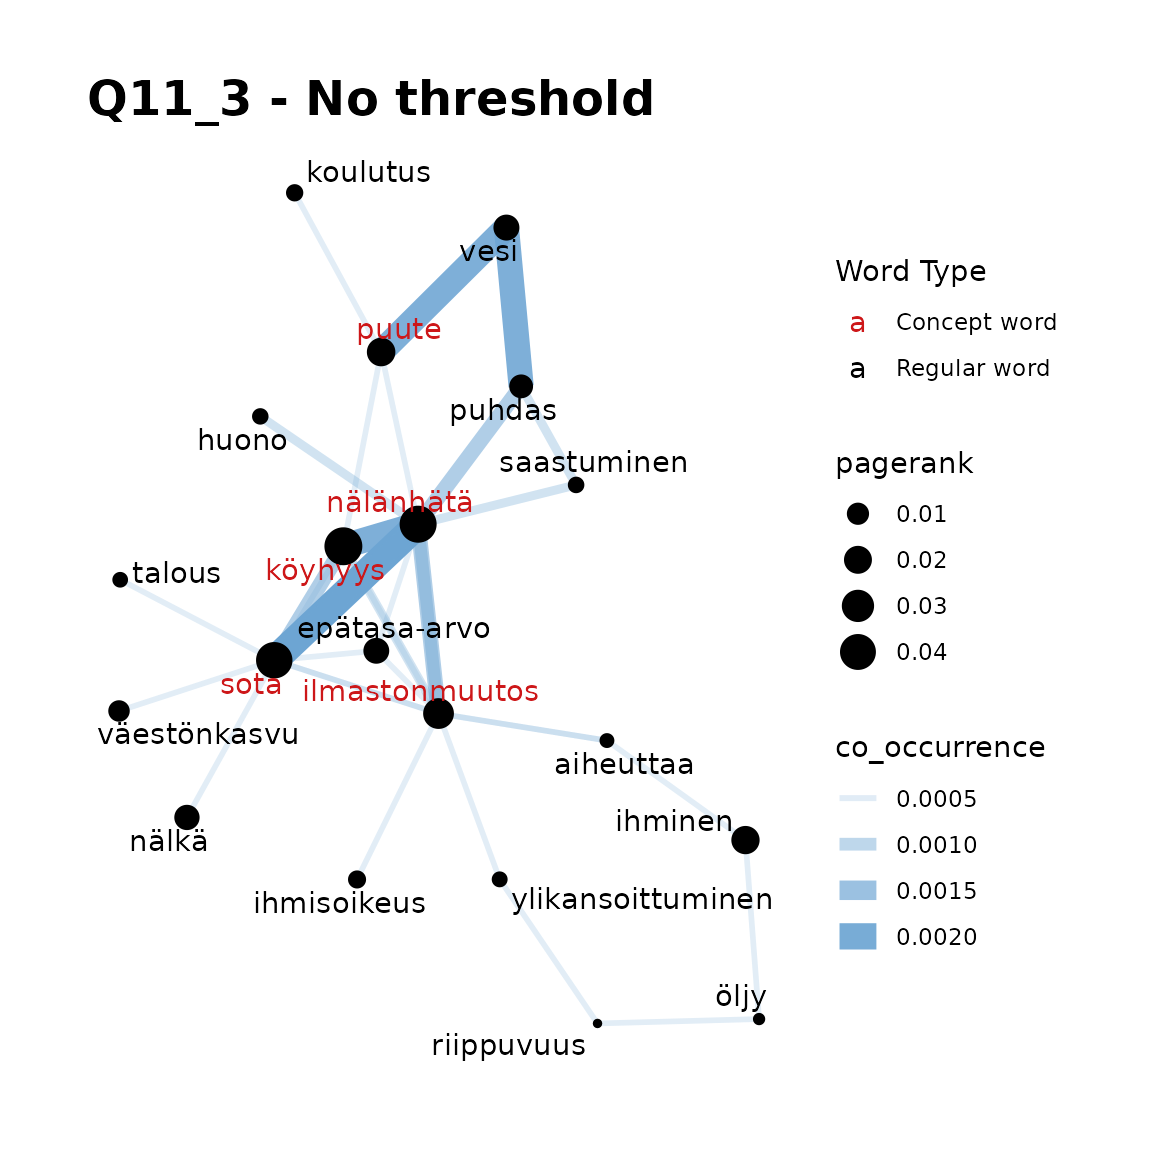 Q11_3 - No threshold
koulutus
vesi
puute
puhdas
huono
saastuminen
nälänhätä
köyhyys
talous
epätasa-arvo
sota
ilmastonmuutos
väestönkasvu
aiheuttaa
ihminen
nälkä
ihmisoikeus
ylikansoittuminen
öljy
riippuvuus
Word Type
a Concept word
a Regular word
pagerank
0.01
0.02
0.03
0.04
co_occurrence
0.0005
0.0010
0.0015
0.0020